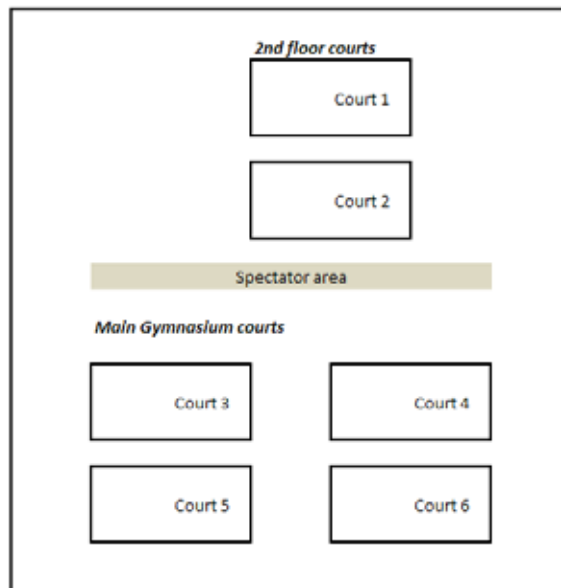 2nd floor courts
Court 1
Court 2
Spectator area
Main Gymnasium courts
Court 3
Court 4
Court 5
Court 6